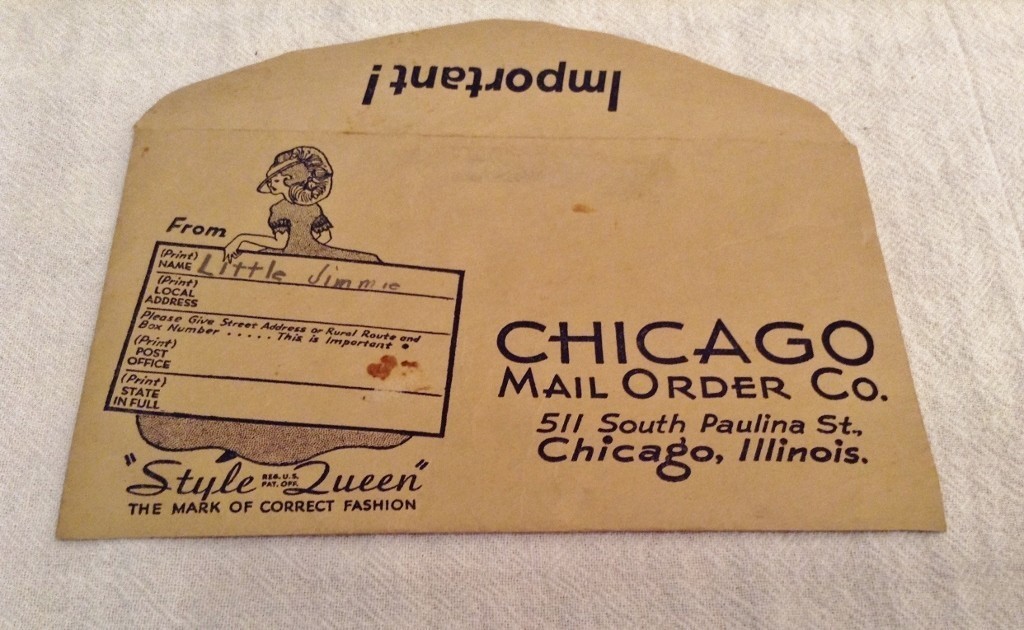 Important!
From
(Print)
NAME Little Jimmie
(Print)
LOCAL
ADDRESS
Please Give Street Address or Rural Route and
Box Number ..... This is Important •
(Print)
POST
OFFICE
(Print)
STATE
IN FULL
"Style REG. U.S. PAT. OFF. Queen"
THE MARK OF CORRECT FASHION
CHICAGO
MAIL ORDER CO.
511 South Paulina St.,
Chicago, Illinois.